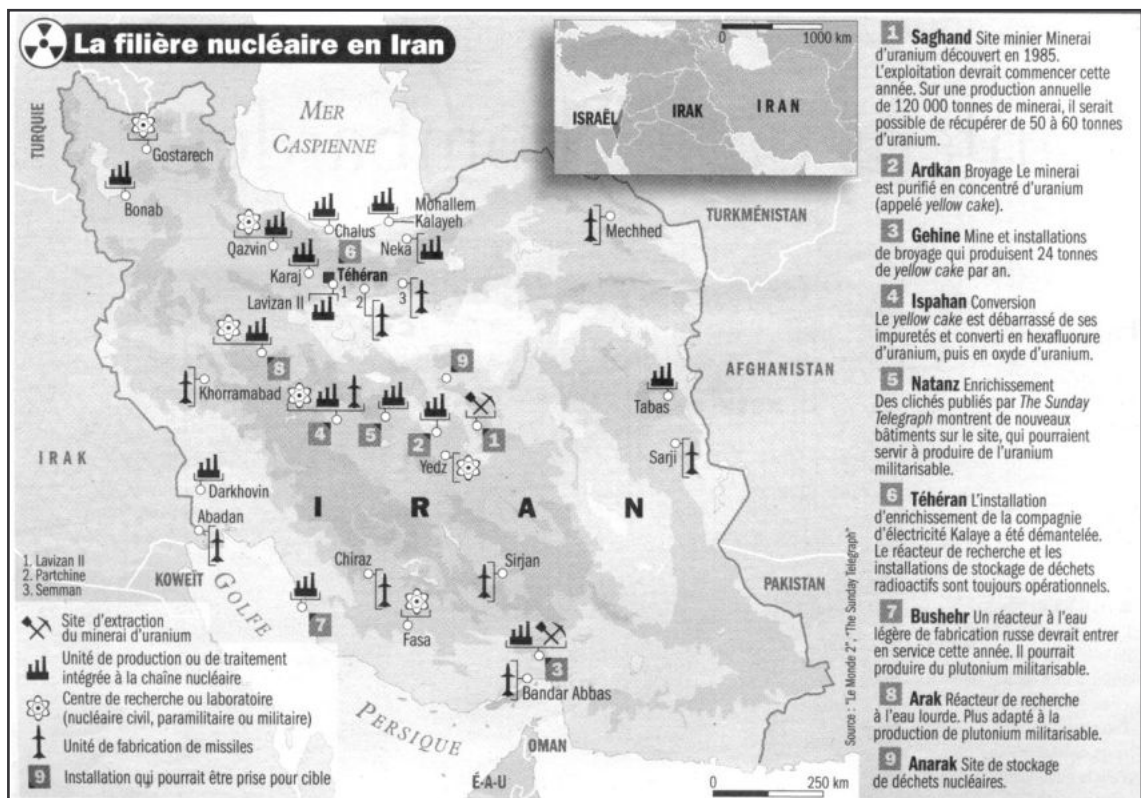 La filière nucléaire en Iran
0 1000 km
ISRAËL
IRAK
IRAN
TURQUIE
MER
CASPIENNE
Gostarech
Bonab
Qazvin
Chalus
Mohallem
Kalayeh
Neka
Karaj
6
Téhéran
Lavizan II
1
2
3
Mechhed
TURKMÉNISTAN
8
Khorramabad
9
4
5
2
1
Yedz
Tabas
AFGHANISTAN
Sarji
IRAK
Darkhovin
Abadan
IRAN
KOWEÏT
GOLFE
PERSIQUE
7
Chiraz
Fasa
Sirjan
3
Bandar Abbas
PAKISTAN
OMAN
É-A-U
0 250 km
1. Lavizan II
2. Partchine
3. Semman
Site d'extraction
du minerai d'uranium
Unité de production ou de traitement
intégrée à la chaîne nucléaire
Centre de recherche ou laboratoire
(nucléaire civil, paramilitaire ou militaire)
Unité de fabrication de missiles
9 Installation qui pourrait être prise pour cible
1 Saghand Site minier Minerai
d'uranium découvert en 1985.
L'exploitation devrait commencer cette
année. Sur une production annuelle
de 120 000 tonnes de minerai, il serait
possible de récupérer de 50 à 60 tonnes
d'uranium.
2 Ardkan Broyage Le minerai
est purifié en concentré d'uranium
(appelé yellow cake).
3 Gehine Mine et installations
de broyage qui produisent 24 tonnes
de yellow cake par an.
4 Ispahan Conversion
Le yellow cake est débarrassé de ses
impuretés et converti en hexafluorure
d'uranium, puis en oxyde d'uranium.
5 Natanz Enrichissement
Des clichés publiés par The Sunday
Telegraph montrent de nouveaux
bâtiments sur le site, qui pourraient
servir à produire de l'uranium
militarisable.
6 Téhéran L'installation
d'enrichissement de la compagnie
d'électricité Kalaye a été démantelée.
Le réacteur de recherche et les
installations de stockage de déchets
radioactifs sont toujours opérationnels.
7 Bushehr Un réacteur à l'eau
légère de fabrication russe devrait entrer
en service cette année. Il pourrait
produire du plutonium militarisable.
8 Arak Réacteur de recherche
à l'eau lourde. Plus adapté à la
production de plutonium militarisable.
9 Anarak Site de stockage
de déchets nucléaires.
Source : "Le Monde 2", "The Sunday Telegraph"